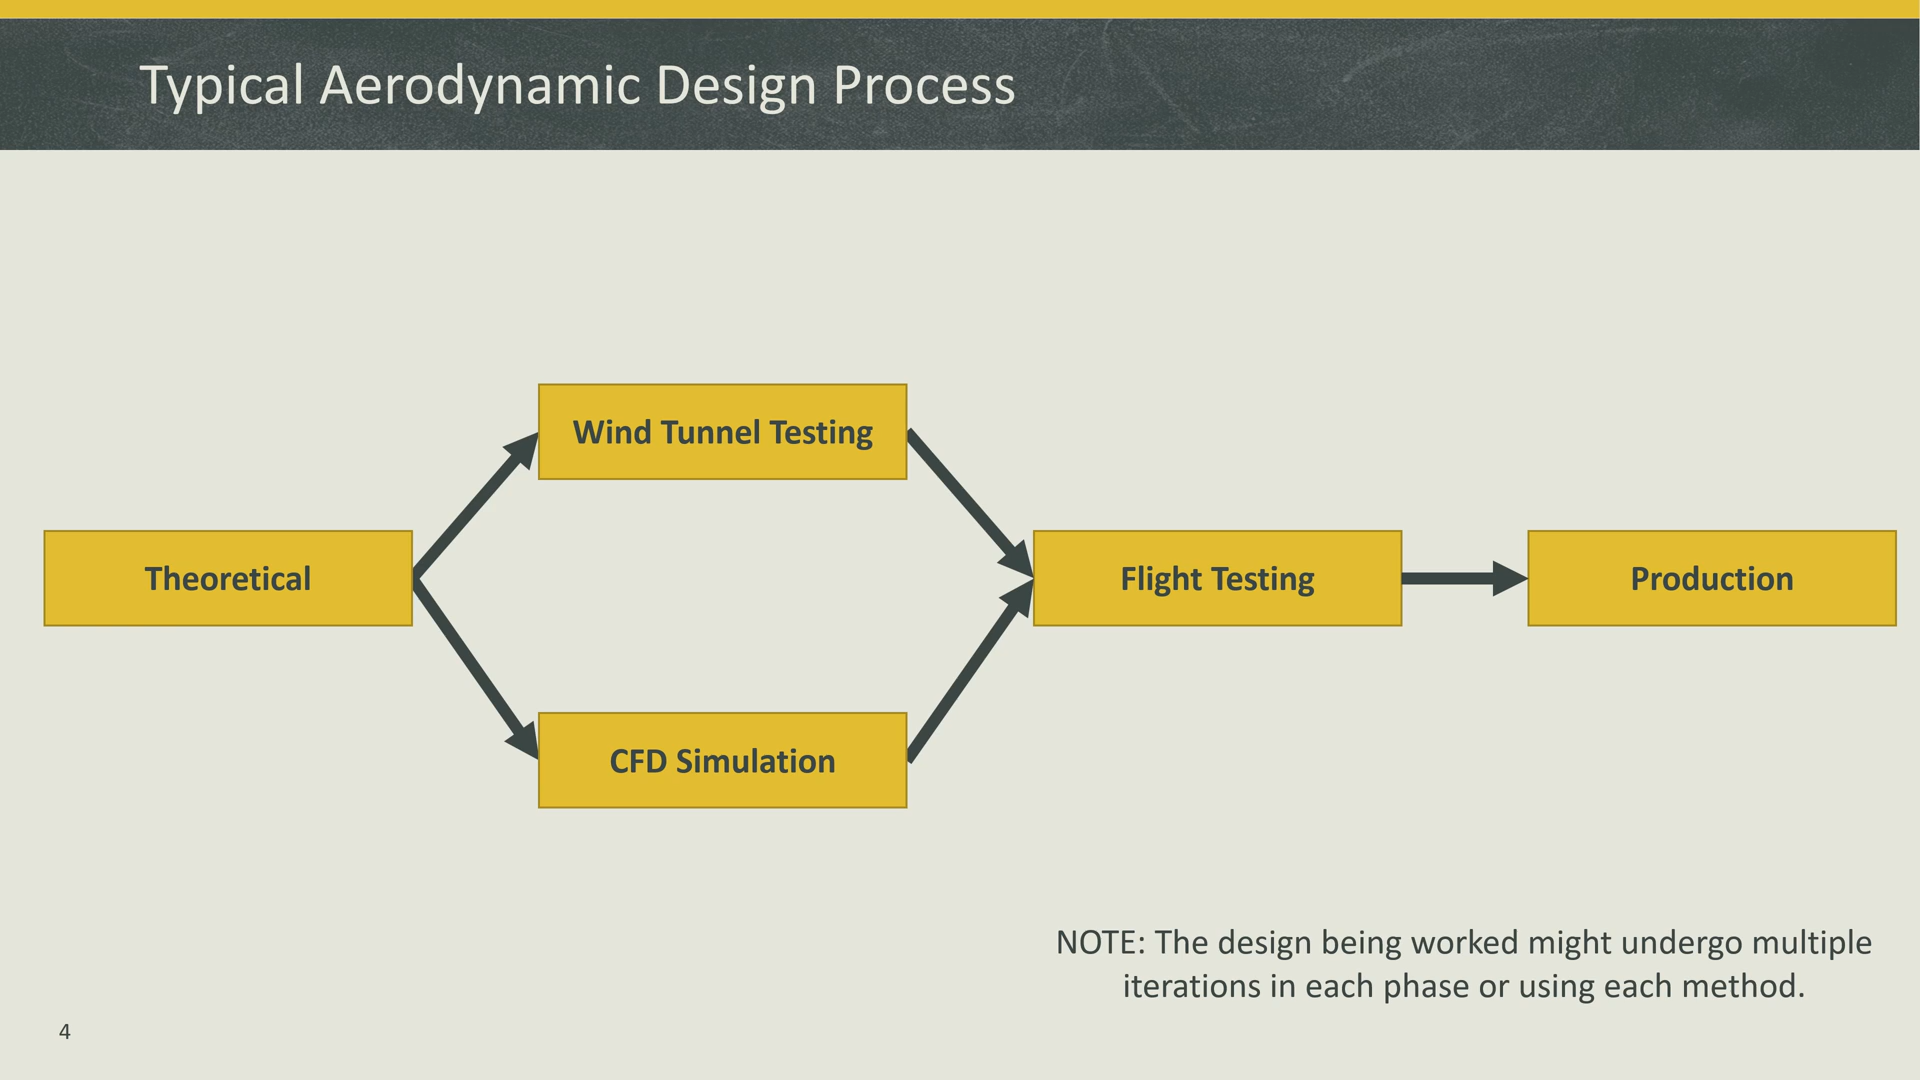 Typical Aerodynamic Design Process
Wind Tunnel Testing
Theoretical
Flight Testing
Production
CFD Simulation
NOTE: The design being worked might undergo multiple
iterations in each phase or using each method.
4